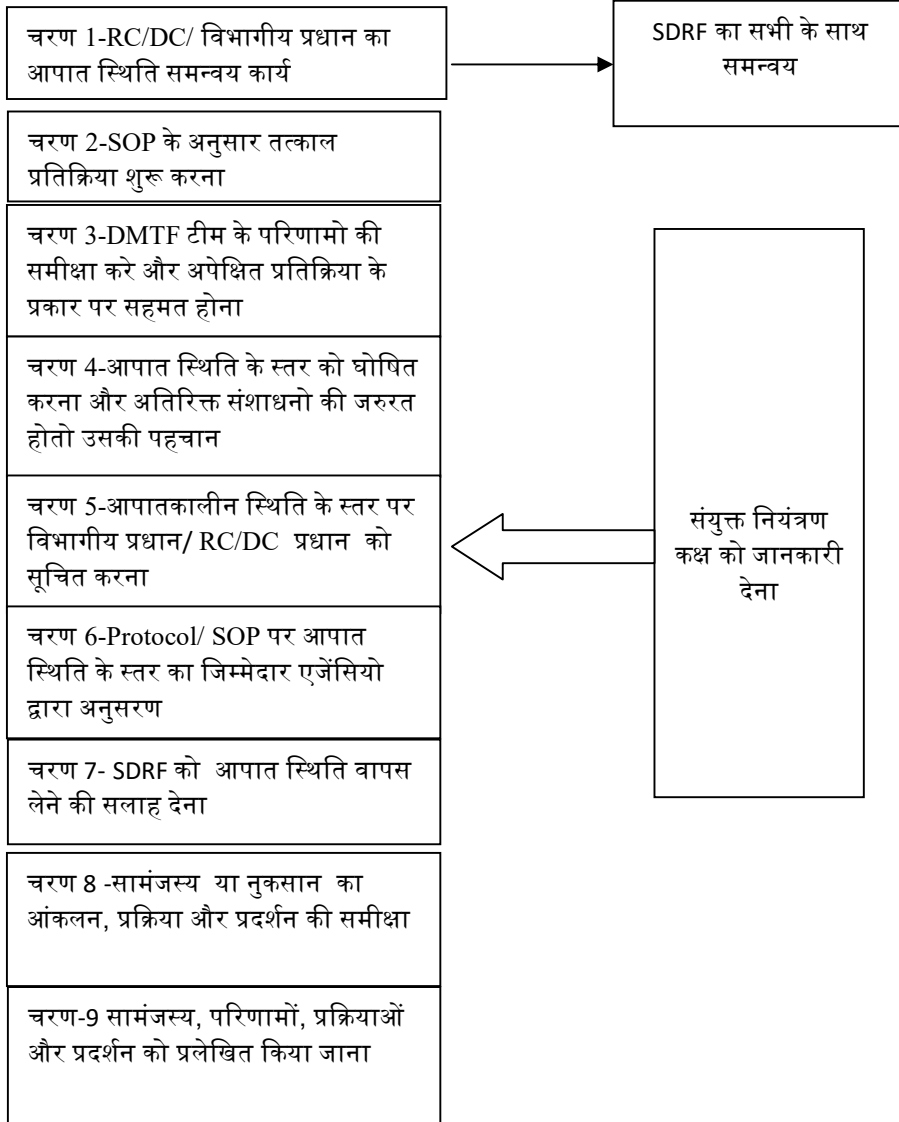 चरण 1-RC/DC/ विभागीय प्रधान का
आपात स्थिति समन्वय कार्य
SDRF का सभी के साथ
समन्वय
चरण 2-SOP के अनुसार तत्काल
प्रतिक्रिया शुरू करना
चरण 3-DMTF टीम के परिणामो की
समीक्षा करे और अपेक्षित प्रतिक्रिया के
प्रकार पर सहमत होना
चरण 4-आपात स्थिति के स्तर को घोषित
करना और अतिरिक्त संशाधनो की जरुरत
होतो उसकी पहचान
चरण 5-आपातकालीन स्थिति के स्तर पर
विभागीय प्रधान/ RC/DC प्रधान को
सूचित करना
संयुक्त नियंत्रण
कक्ष को जानकारी
देना
चरण 6-Protocol/ SOP पर आपात
स्थिति के स्तर का जिम्मेदार एजेंसियो
द्वारा अनुसरण
चरण 7- SDRF को आपात स्थिति वापस
लेने की सलाह देना
चरण 8 -सामंजस्य या नुकसान का
आंकलन, प्रक्रिया और प्रदर्शन की समीक्षा
चरण-9 सामंजस्य, परिणामों, प्रक्रियाओं
और प्रदर्शन को प्रलेखित किया जाना